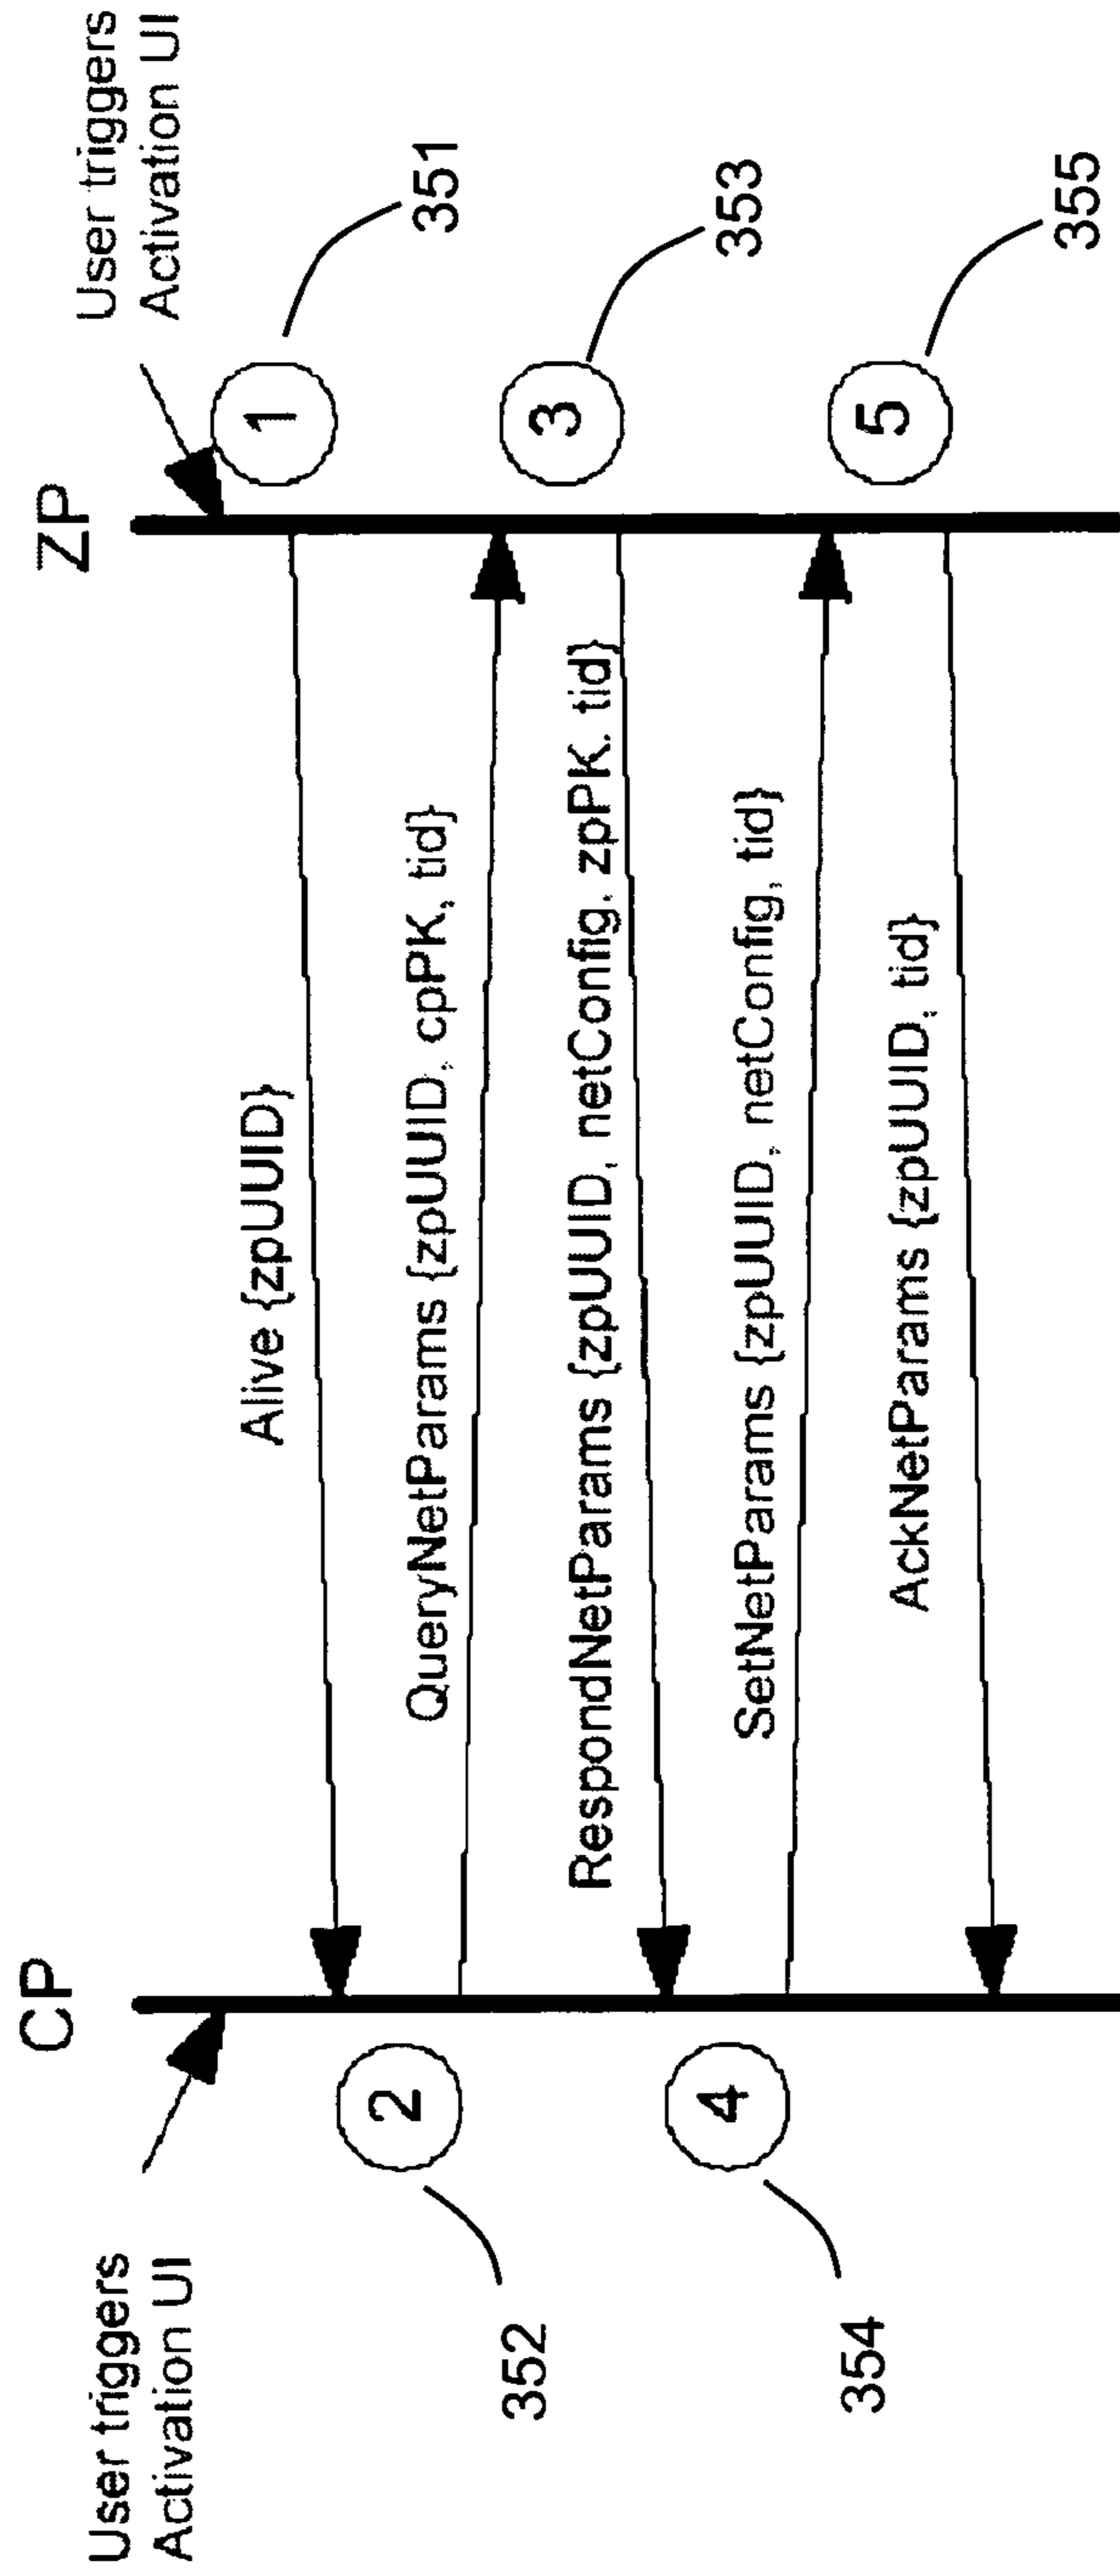 CP
ZP
User triggers
Activation UI
User triggers
Activation UI
1
351
Alive {zpUUID}
2
352
QueryNetParams {zpUUID, cpPK, tid}
3
353
RespondNetParams {zpUUID, netConfig, zpPK. tid}
4
354
SetNetParams {zpUUID, netConfig, tid}
5
355
AckNetParams {zpUUID, tid}